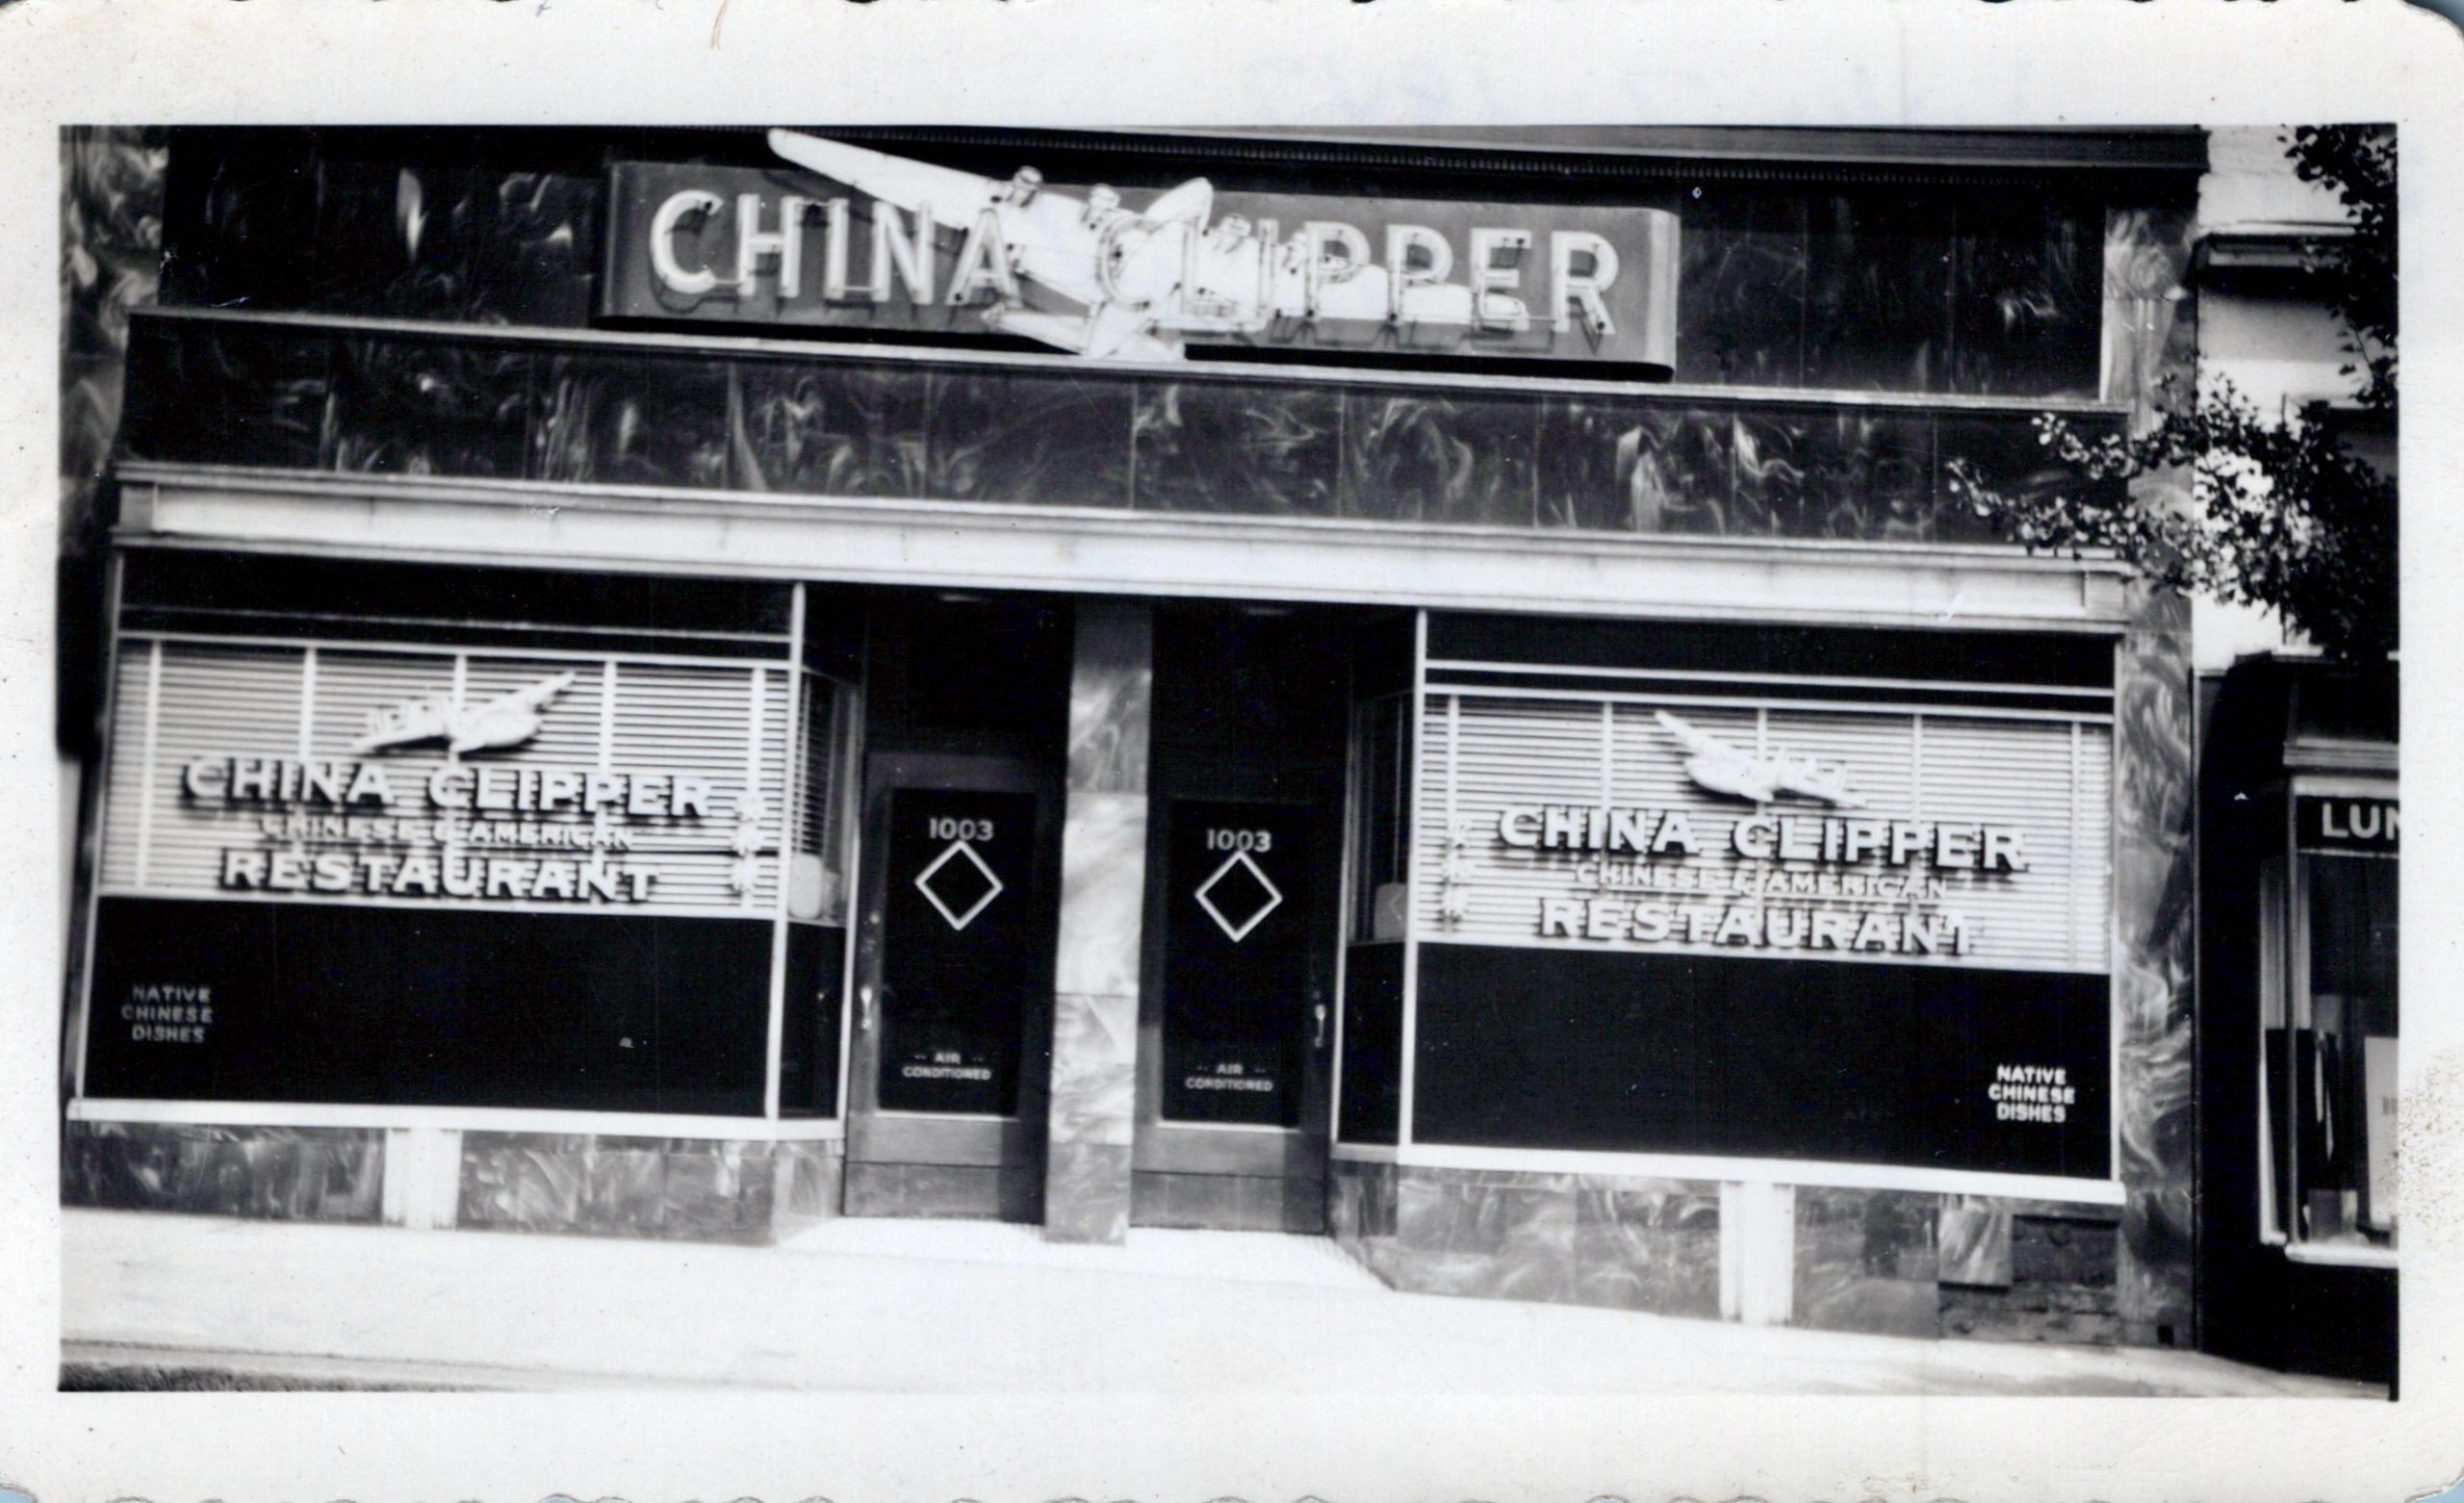 CHINA CLIPPER
CHINA CLIPPER
CHINESE & AMERICAN
RESTAURANT
NATIVE
CHINESE
DISHES
1003
AIR
CONDITIONED
1003
AIR
CONDITIONED
CHINA CLIPPER
CHINESE & AMERICAN
RESTAURANT
NATIVE
CHINESE
DISHES
LUN